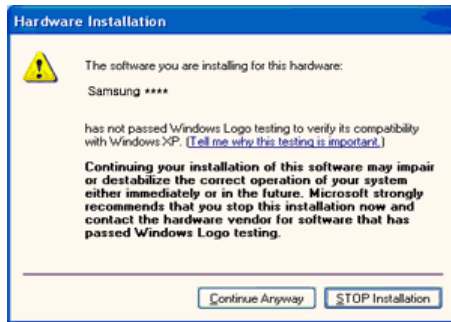 Hardware Installation
The software you are installing for this hardware:
Samsung ****
has not passed Windows Logo testing to verify its compatibility
with Windows XP. (Tell me why this testing is important.)
Continuing your installation of this software may impair
or destabilize the correct operation of your system
either immediately or in the future. Microsoft strongly
recommends that you stop this installation now and
contact the hardware vendor for software that has
passed Windows Logo testing.
Continue Anyway
STOP Installation